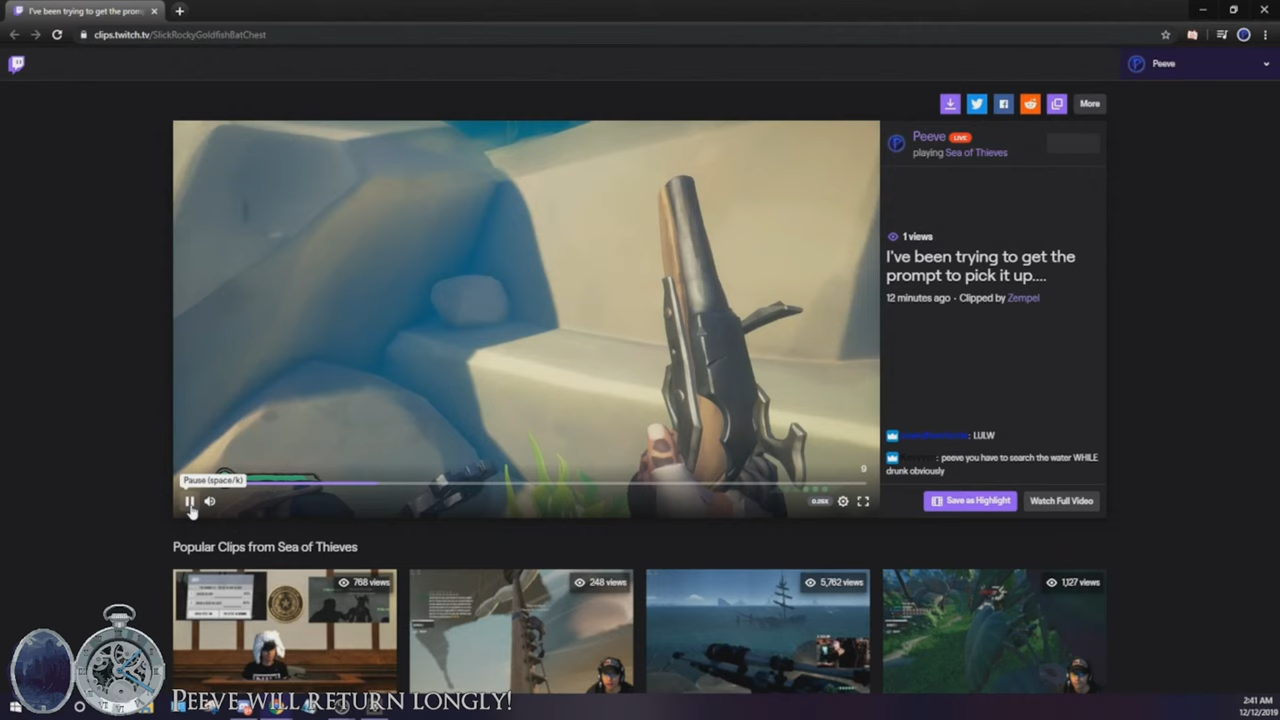 I've been trying to get the prom
clips.twitch.tv/SlickRockyGoldfishBatChest
Peeve
More
Peeve LIVE
playing Sea of Thieves
1 views
I've been trying to get the
prompt to pick it up....
12 minutes ago · Clipped by Zempel
: LULW
: peeve you have to search the water WHILE
drunk obviously
9
Pause (space/k)
0.25X
Save as Highlight
Watch Full Video
Popular Clips from Sea of Thieves
768 views
248 views
5,762 views
1,127 views
PEEVE WILL RETURN LONGLY!
2:41 AM
12/12/2019